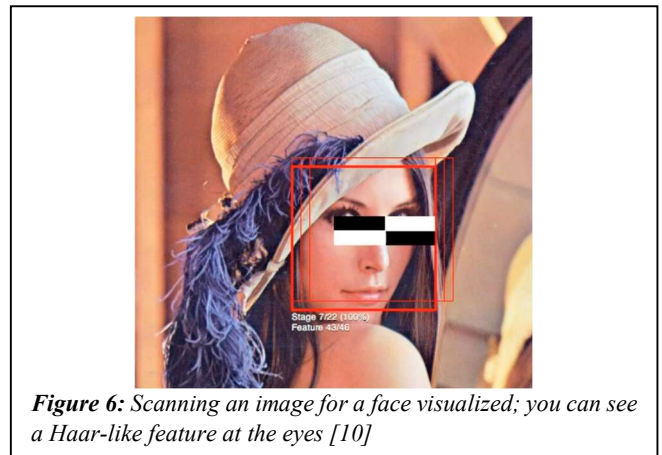 Stage 7/22 (100%)
Feature 43/46
Figure 6: Scanning an image for a face visualized; you can see
a Haar-like feature at the eyes [10]